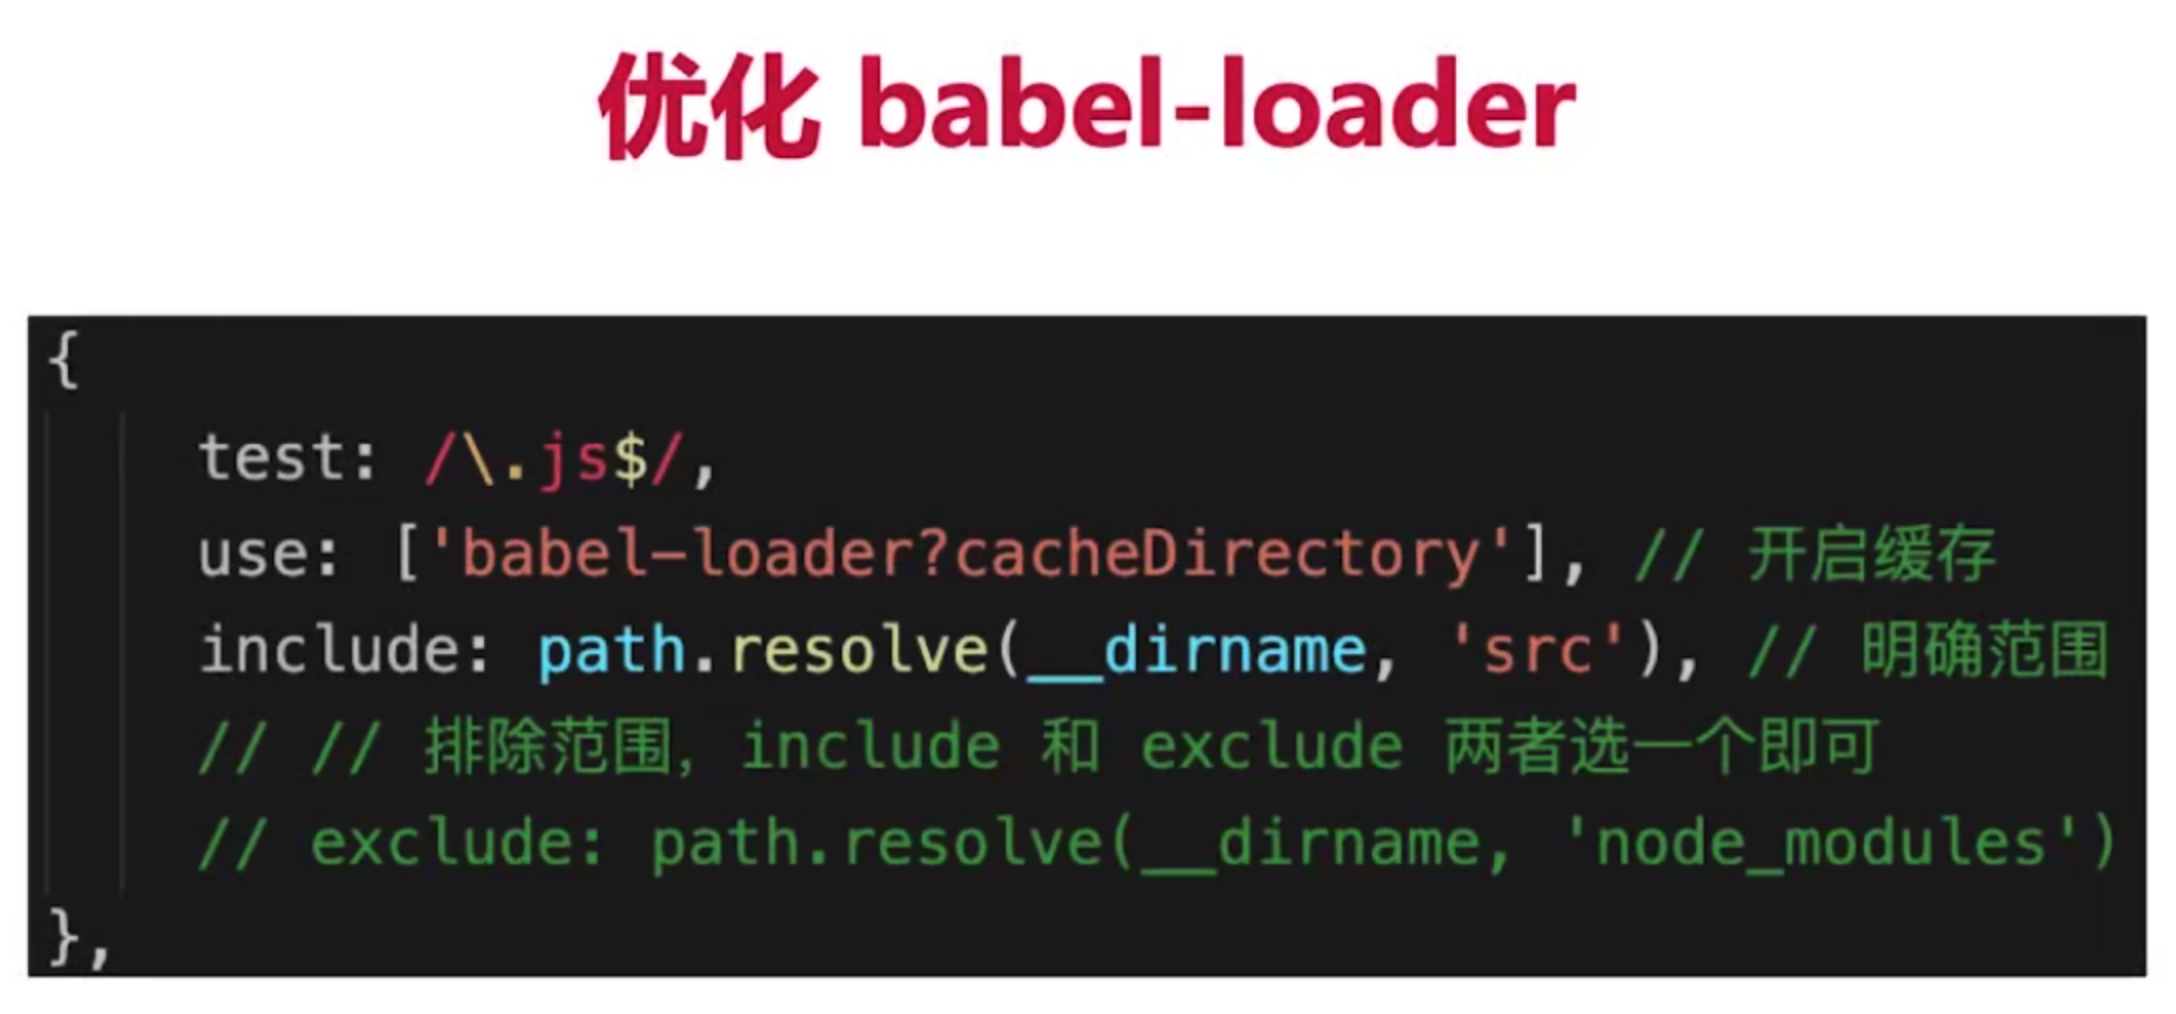 优化 babel-loader
{
test: /\.js$/,
use: ['babel-loader?cacheDirectory'], // 开启缓存
include: path.resolve(__dirname, 'src'), // 明确范围
// // 排除范围，include 和 exclude 两者选一个即可
// exclude: path.resolve(__dirname, 'node_modules')
},